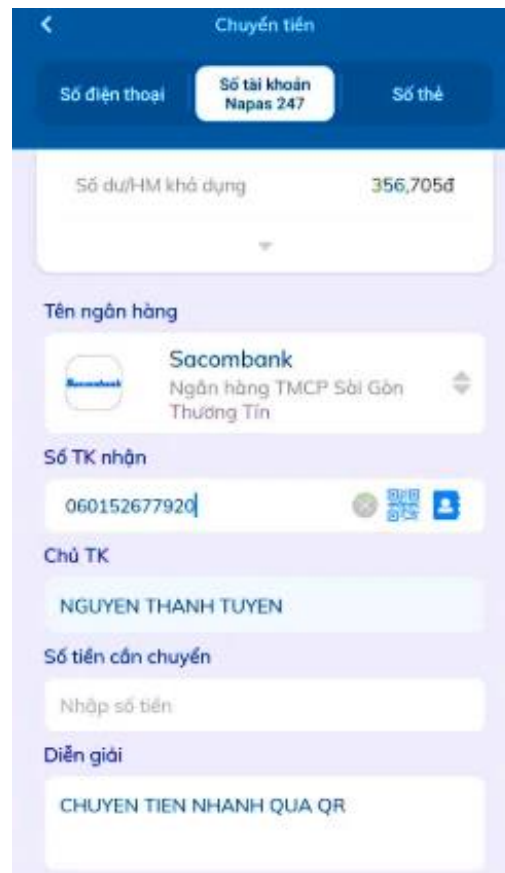 Chuyển tiền
Số điện thoại
Số tài khoản
Napas 247
Số thẻ
Số dư/HM khả dụng
356,705đ
Tên ngân hàng
Sacombank
Sacombank
Ngân hàng TMCP Sài Gòn
Thương Tín
Số TK nhận
060152677920
Chủ TK
NGUYEN THANH TUYEN
Số tiền cần chuyển
Nhập số tiền
Diễn giải
CHUYEN TIEN NHANH QUA QR